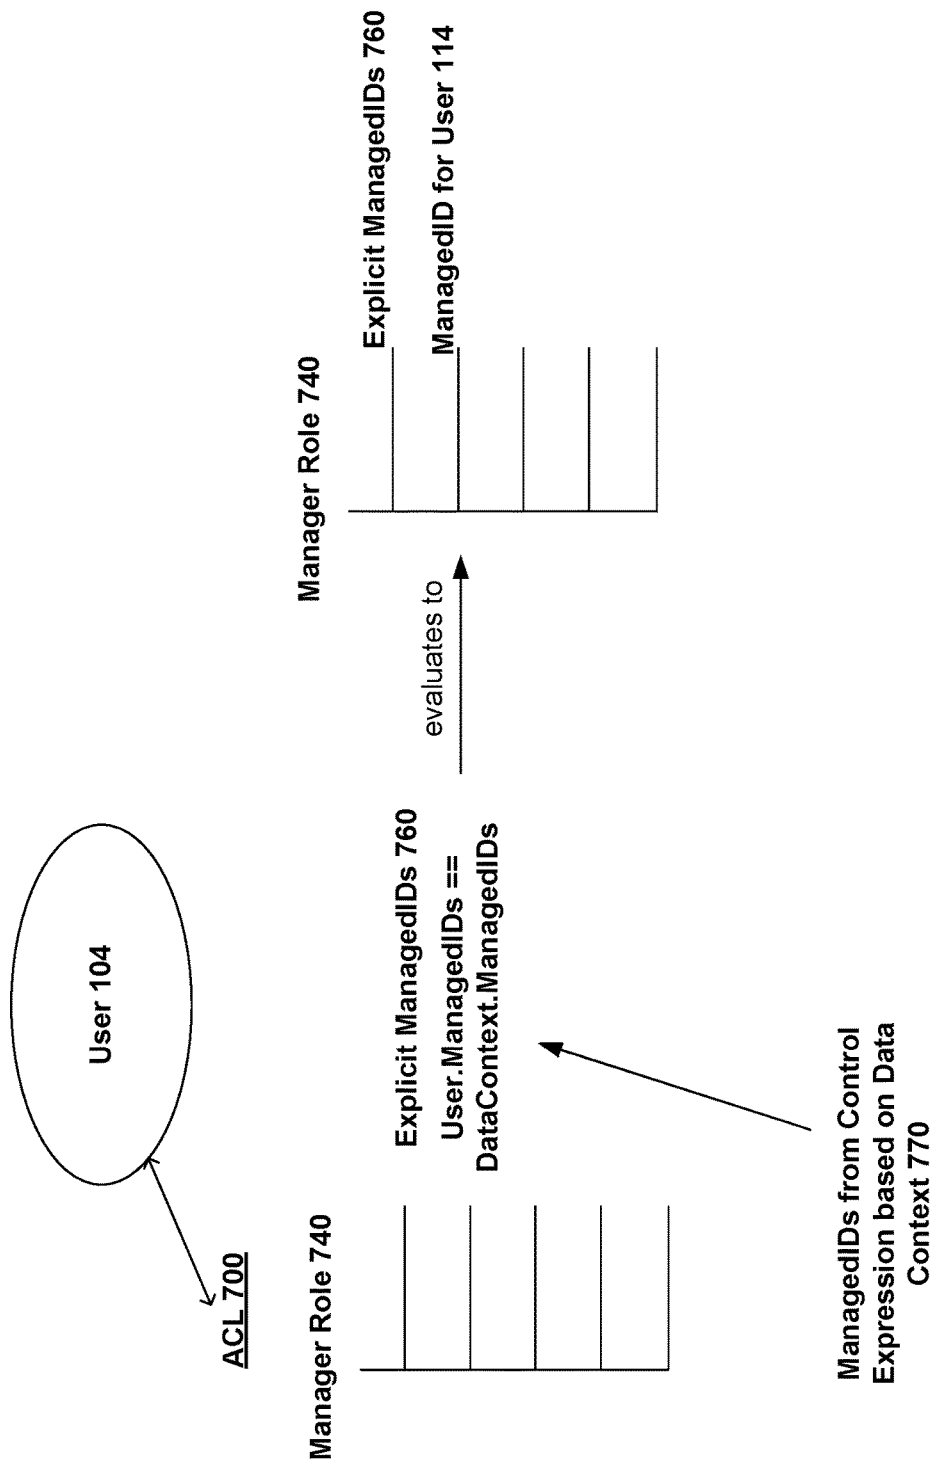 User 104
ACL 700
Manager Role 740
Explicit ManagedIDs 760
User.ManagedIDs ==
DataContext.ManagedIDs
ManagedIDs from Control
Expression based on Data
Context 770
evaluates to
Manager Role 740
Explicit ManagedIDs 760
ManagedID for User 114